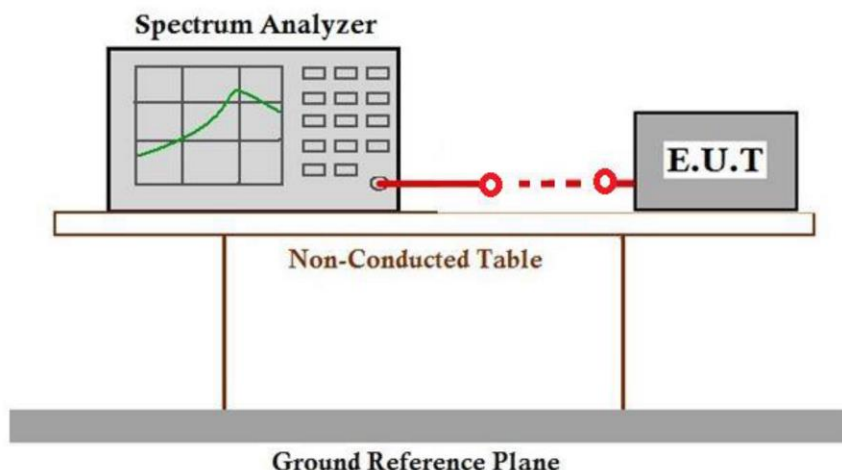 Spectrum Analyzer
E.U.T
Non-Conducted Table
Ground Reference Plane